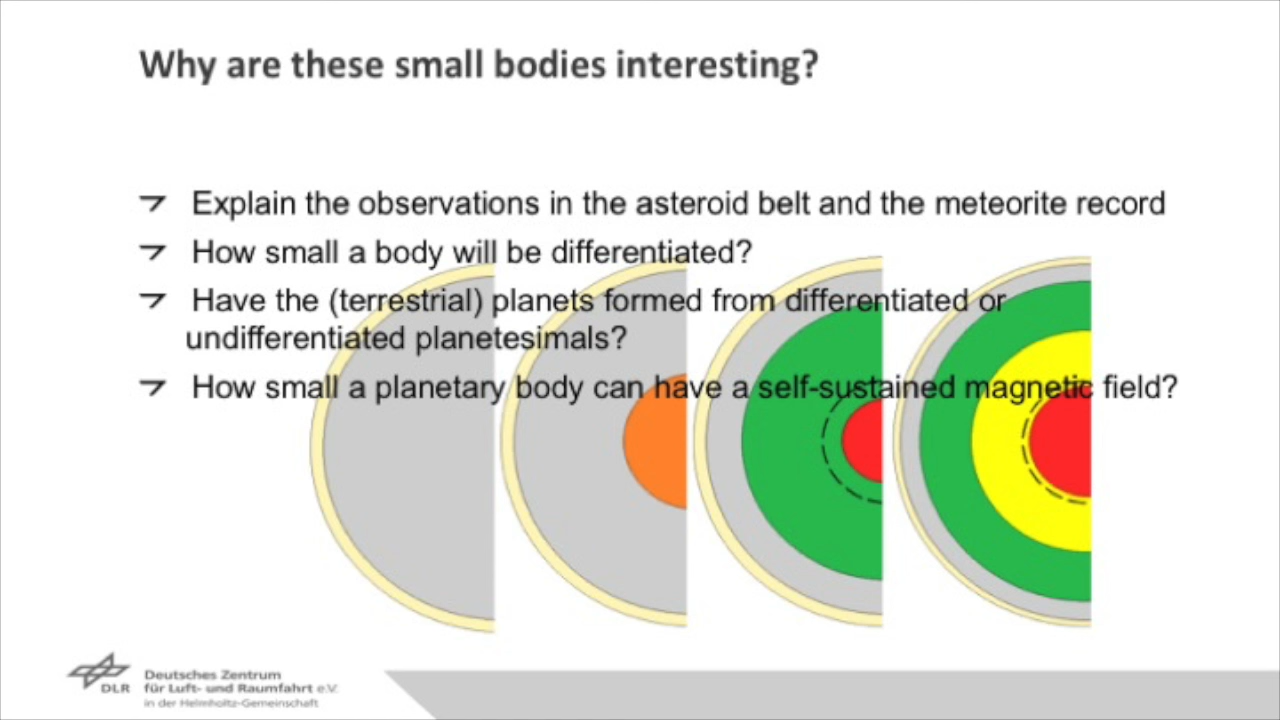 Why are these small bodies interesting?
Explain the observations in the asteroid belt and the meteorite record
How small a body will be differentiated?
Have the (terrestrial) planets formed from differentiated or
undifferentiated planetesimals?
How small a planetary body can have a self-sustained magnetic field?
DLR
Deutsches Zentrum
für Luft- und Raumfahrt e.V.
in der Helmholtz-Gemeinschaft